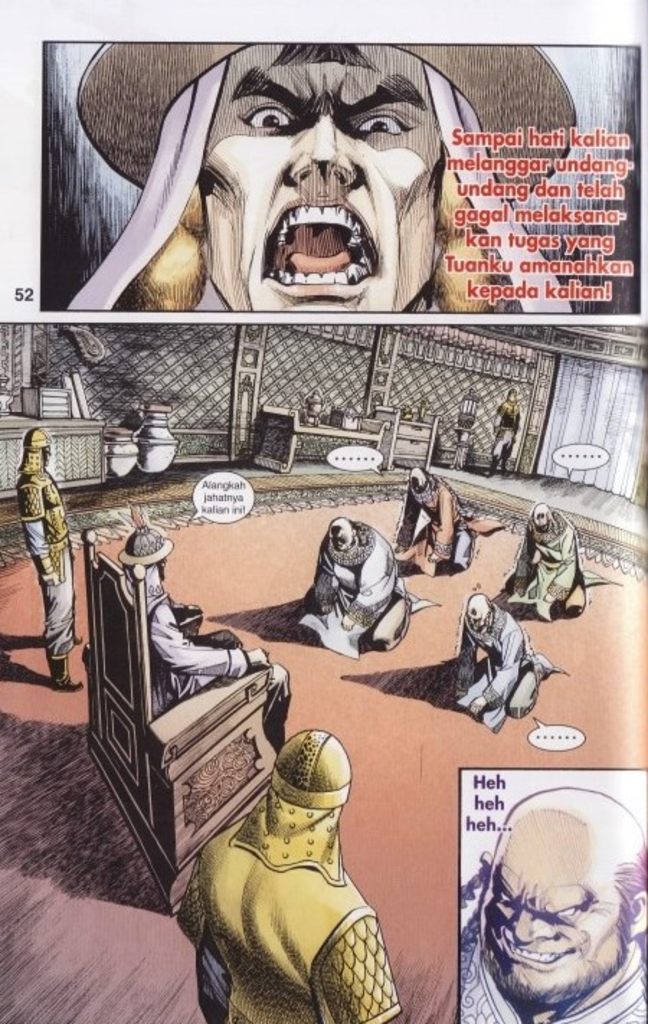 Sampai hati kalian
melanggar undang-
undang dan telah
gagal melaksana-
kan tugas yang
Tuanku amanahkan
kepada kalian!
52
......
......
Alangkah
jahatnya
kalian ini!
......
Heh
heh
heh...